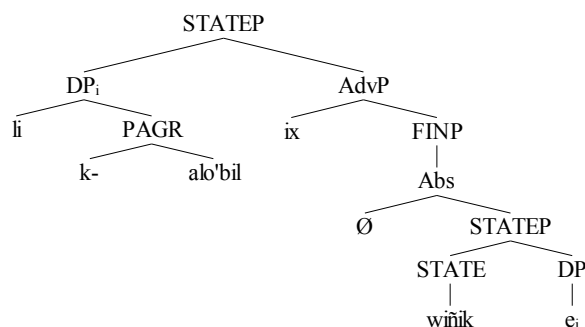 STATEP
DPᵢ AdvP
li PAGR ix FINP
k- alo'bil Abs
Ø STATEP
STATE DP
wiñik eᵢ